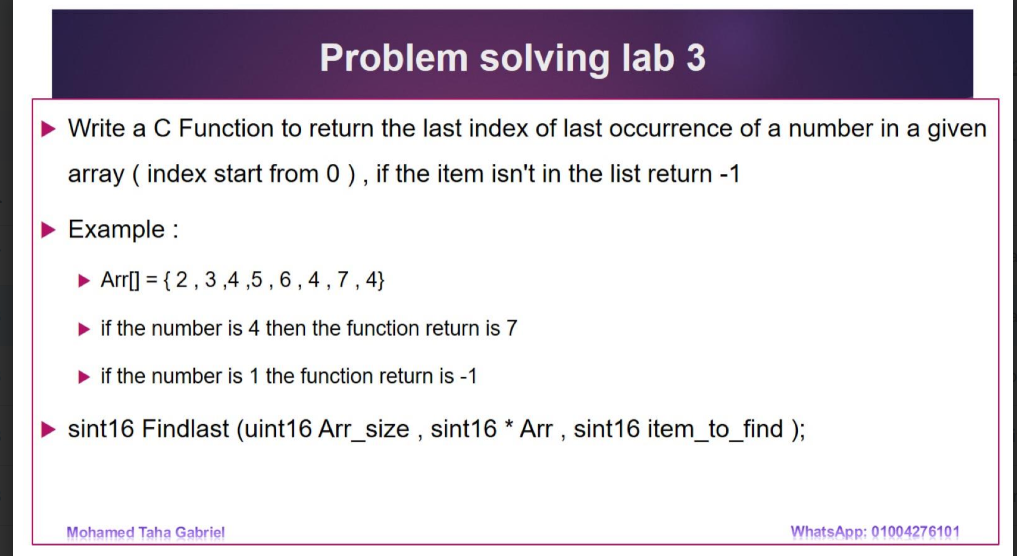 Problem solving lab 3
Write a C Function to return the last index of last occurrence of a number in a given
array ( index start from 0 ) , if the item isn't in the list return -1
Example :
Arr[] = { 2 , 3 ,4 ,5 , 6 , 4 , 7 , 4}
if the number is 4 then the function return is 7
if the number is 1 the function return is -1
sint16 Findlast (uint16 Arr_size , sint16 * Arr , sint16 item_to_find );
Mohamed Taha Gabriel
WhatsApp: 01004276101